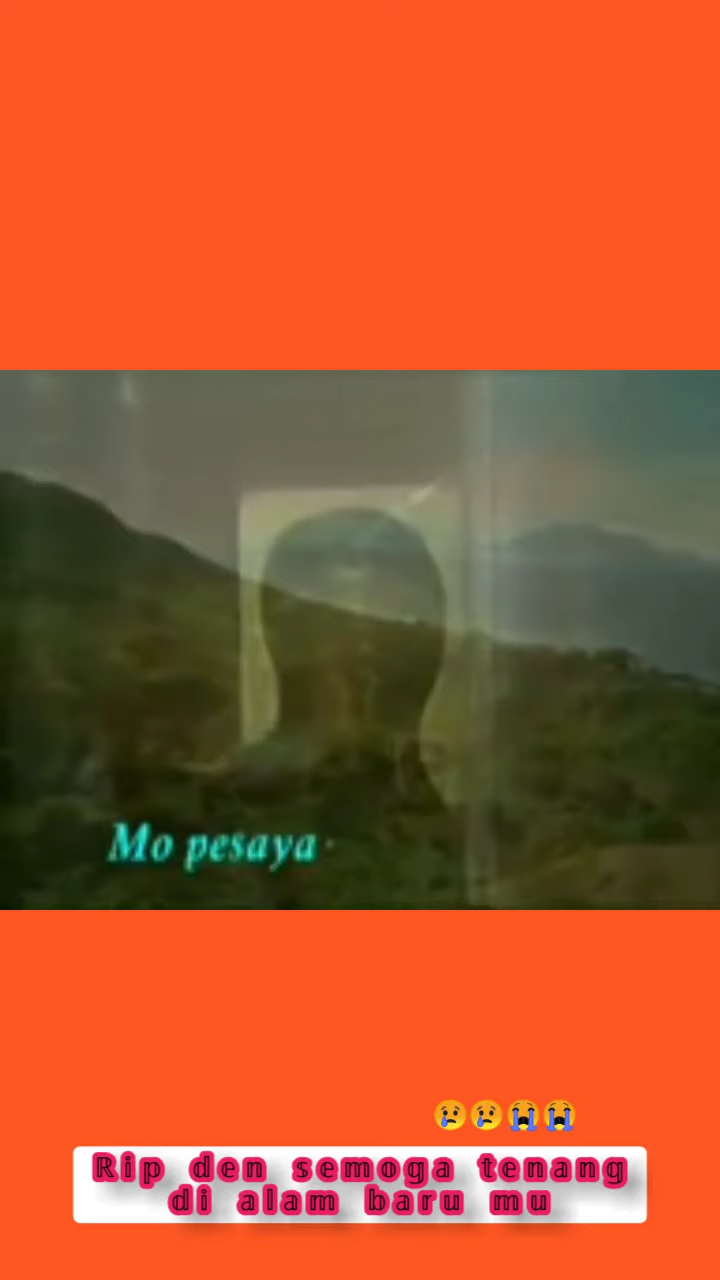 Mo pesaya
😢😢😭😭
Rip den semoga tenang
di alam baru mu